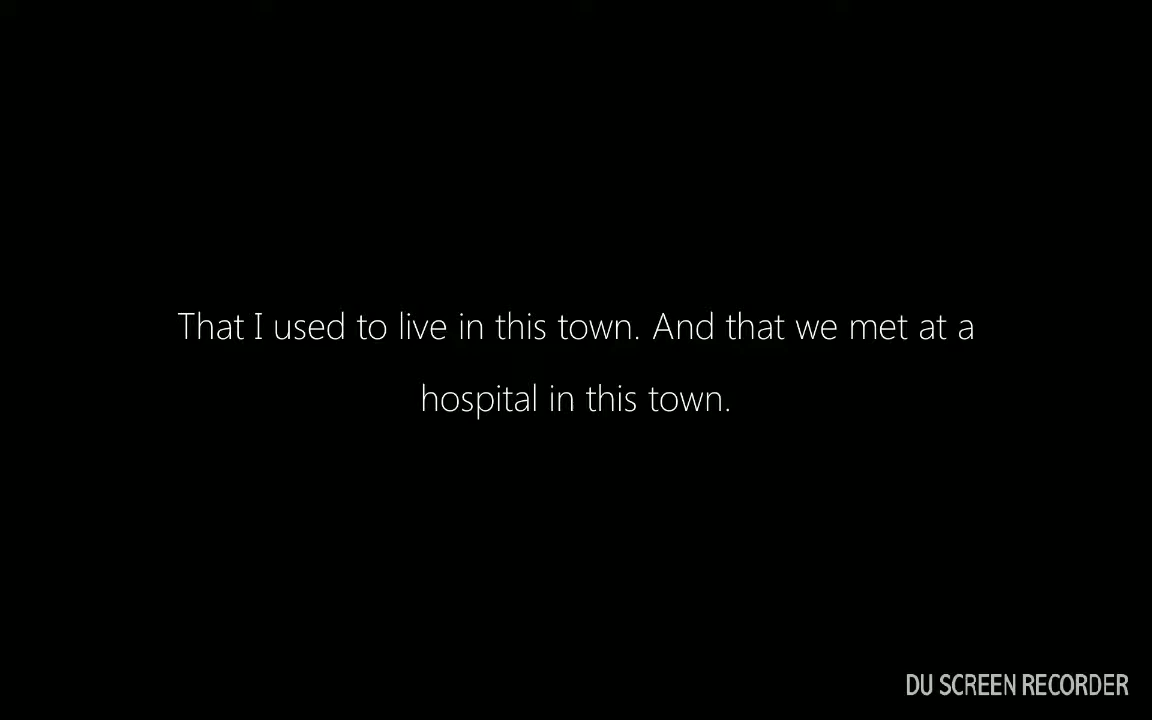 That I used to live in this town. And that we met at a
hospital in this town.
DU SCREEN RECORDER